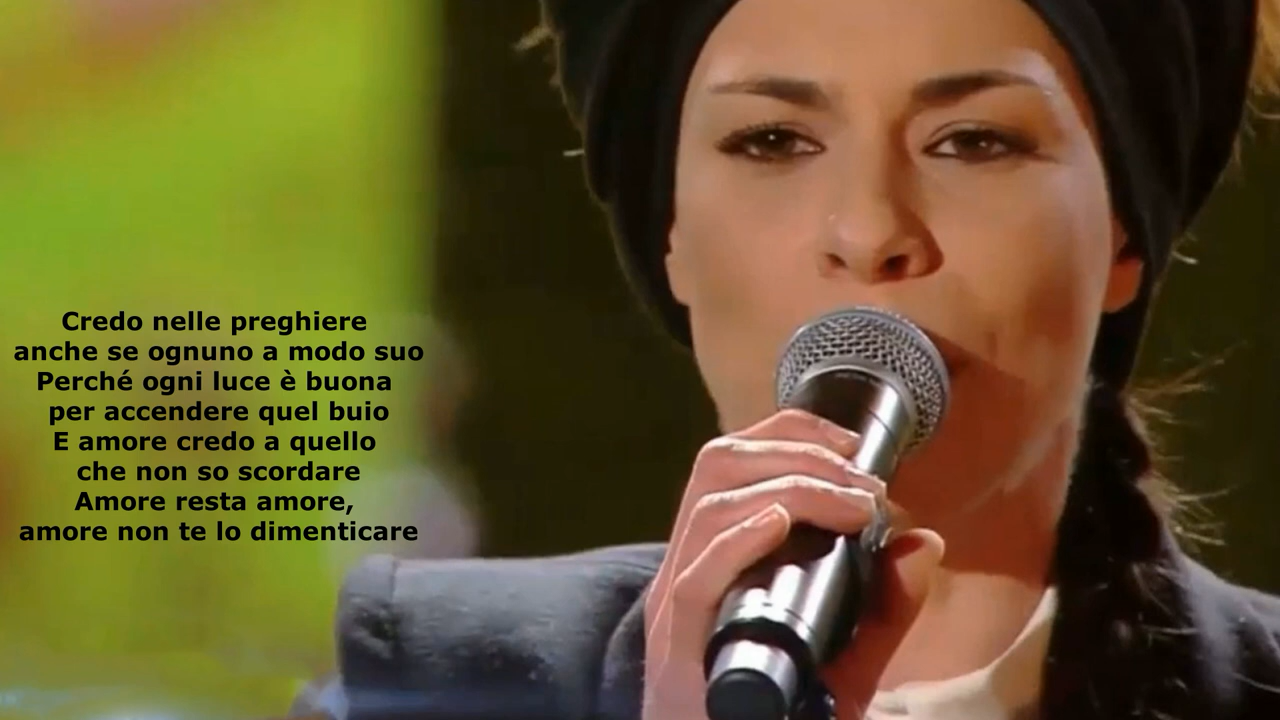 Credo nelle preghiere
anche se ognuno a modo suo
Perché ogni luce è buona
per accendere quel buio
E amore credo a quello
che non so scordare
Amore resta amore,
amore non te lo dimenticare